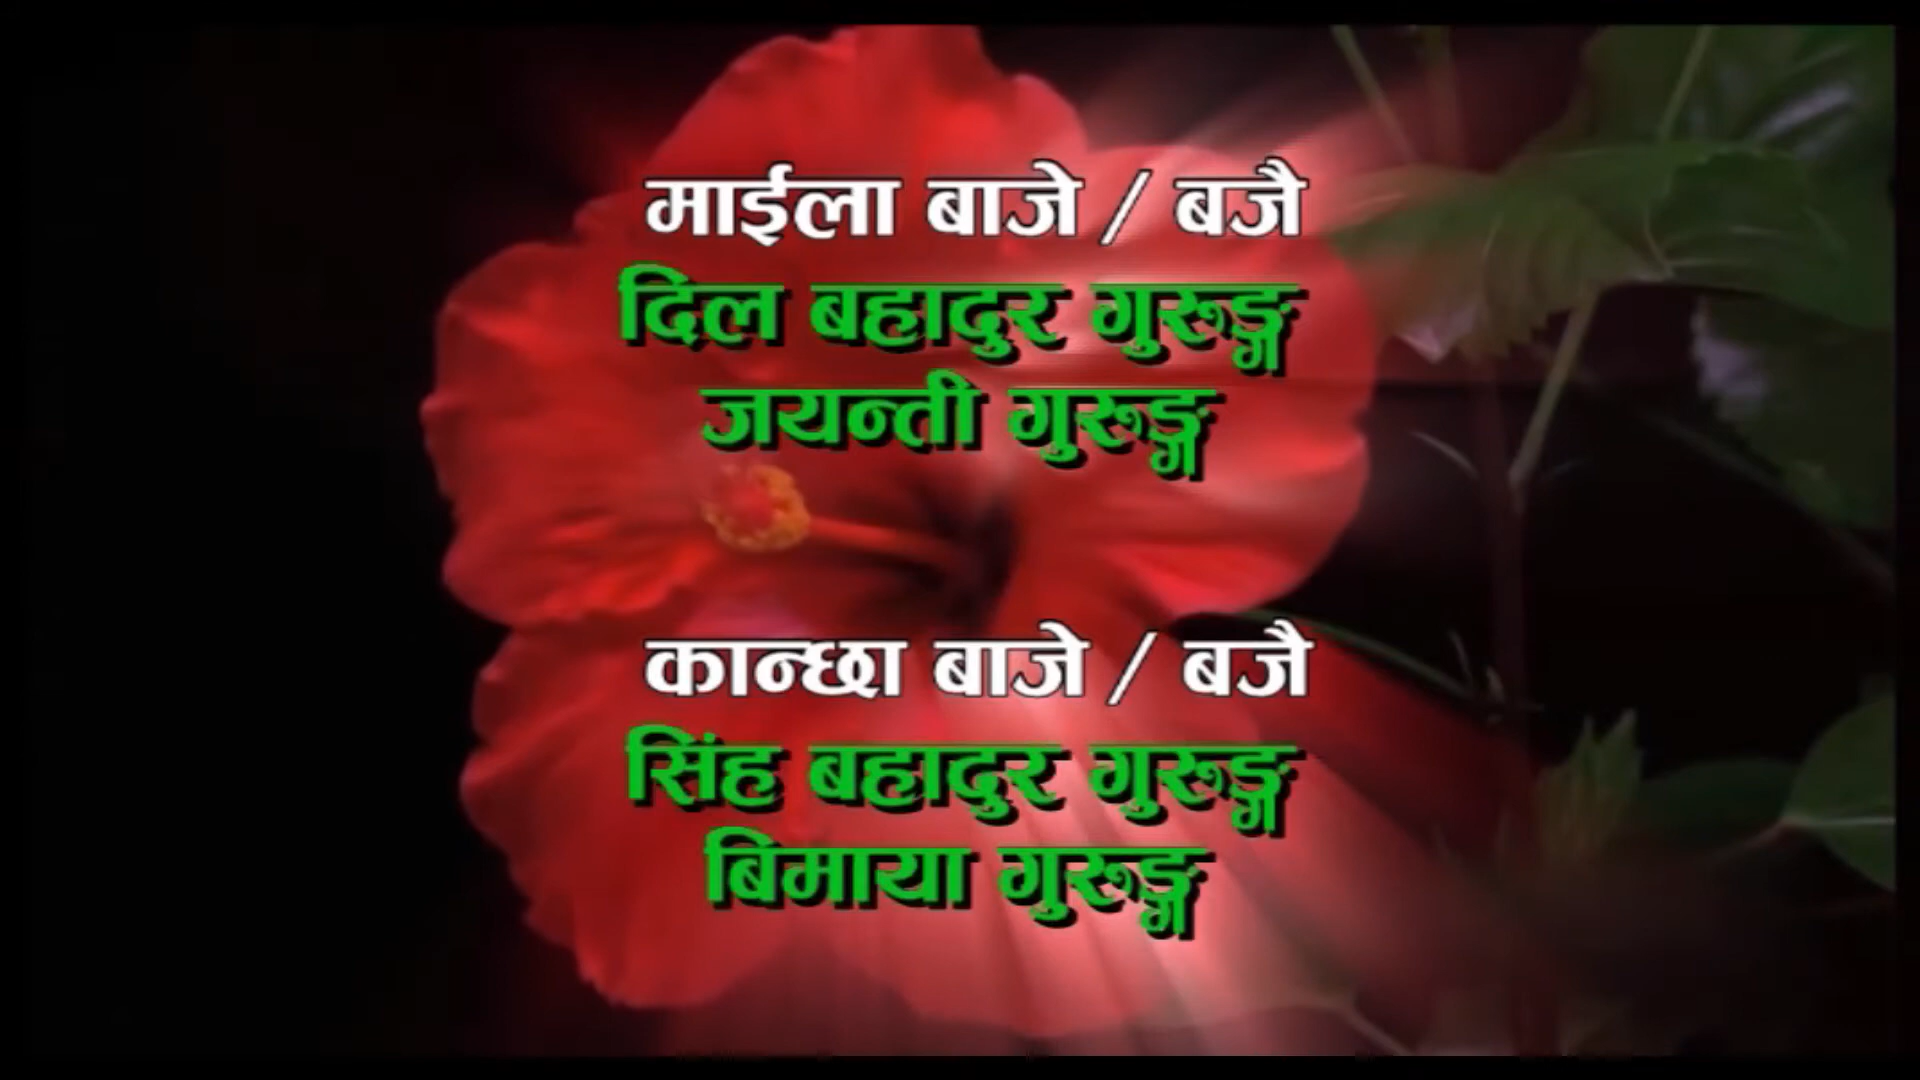 माईला बाजे / बजै
दिल बहादुर गुरुङ्ग
जयन्ती गुरुङ्ग
कान्छा बाजे / बजै
सिंह बहादुर गुरुङ्ग
बिमाया गुरुङ्ग